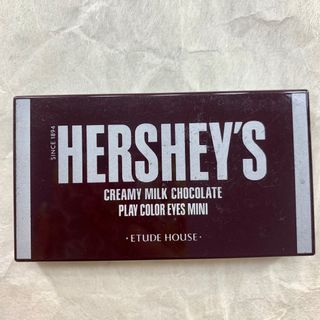 SINCE 1894
HERSHEY'S
CREAMY MILK CHOCOLATE
PLAY COLOR EYES MINI
· ETUDE HOUSE ·